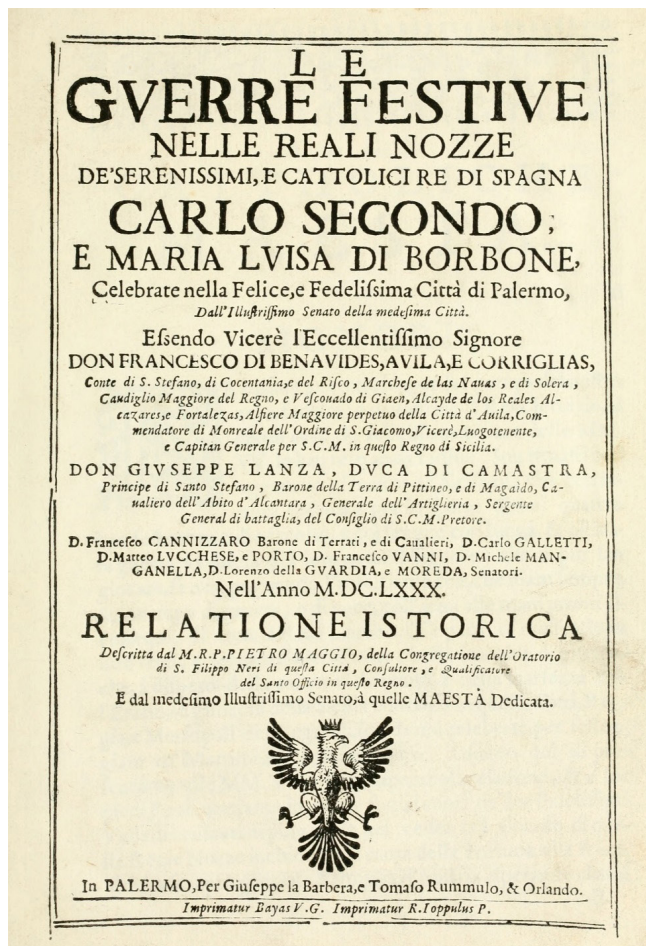 LE
GVERRE FESTIVE
NELLE REALI NOZZE
DE'SERENISSIMI, E CATTOLICI RE DI SPAGNA
CARLO SECONDO,
E MARIA LVISA DI BORBONE,
Celebrate nella Felice, e Fedeliſſima Città di Palermo,
Dall'Illuſtriſſimo Senato della medeſima Città.
Eſſendo Vicerè l'Eccellentiſſimo Signore
DON FRANCESCO DI BENAVIDES, AVILA, E CORRIGLIAS,
Conte di S. Stefano, di Cocentania, e del Riſco, Marcheſe de las Nauas, e di Solera,
Caudiglio Maggiore del Regno, e Veſcouado di Giaen, Alcayde de los Reales Al-
cazares, e Fortalezas, Alfiere Maggiore perpetuo della Città d'Auila, Com-
mendatore di Monreale dell'Ordine di S. Giacomo, Vicerè, Luogotenente,
e Capitan Generale per S.C.M. in queſto Regno di Sicilia.
DON GIVSEPPE LANZA, DVCA DI CAMASTRA,
Principe di Santo Stefano, Barone della Terra di Pittineo, e di Magaido, Ca-
ualiero dell'Abito d'Alcantara, Generale dell'Artiglieria, Sergente
General di battaglia, del Conſiglio di S.C.M. Pretore.
D. Franceſco CANNIZZARO Barone di Terrati, e di Caualieri, D. Carlo GALLETTI,
D. Matteo LVCCHESE, e PORTO, D. Franceſco VANNI, D. Michele MAN-
GANELLA, D. Lorenzo della GVARDIA, e MOREDA, Senatori.
Nell'Anno M.DC.LXXX.
RELATIONE ISTORICA
Deſcritta dal M.R.P. PIETRO MAGGIO, della Congregatione dell'Oratorio
di S. Filippo Neri di queſta Città, Conſultore, e Qualificatore
del Santo Officio in queſto Regno.
E dal medeſimo Illuſtriſſimo Senato, à quelle MAESTÀ Dedicata.
In PALERMO, Per Giuſeppe la Barbera, e Tomaſo Rummulo, & Orlando.
Imprimatur Bayas V.G. Imprimatur R. Ioppulus P.